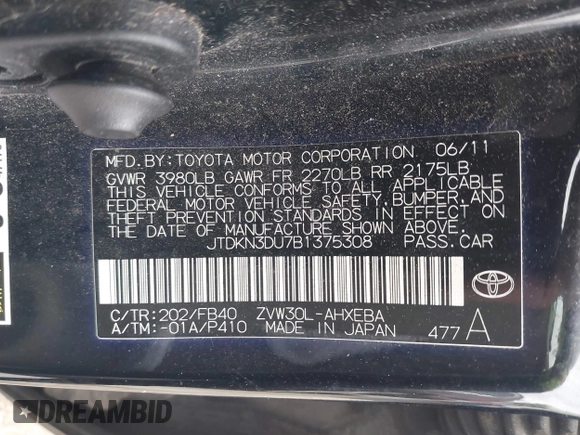 MFD. BY: TOYOTA MOTOR CORPORATION 06/11
GVWR 3980LB GAWR FR 2270LB RR 2175LB
THIS VEHICLE CONFORMS TO ALL APPLICABLE
FEDERAL MOTOR VEHICLE SAFETY, BUMPER, AND
THEFT PREVENTION STANDARDS IN EFFECT ON
THE DATE OF MANUFACTURE SHOWN ABOVE.
JTDKN3DU7B1375308 PASS. CAR
C/TR: 202/FB40 ZVW30L-AHXEBA
A/TM: -01A/P410 MADE IN JAPAN 477 A
DREAMBID